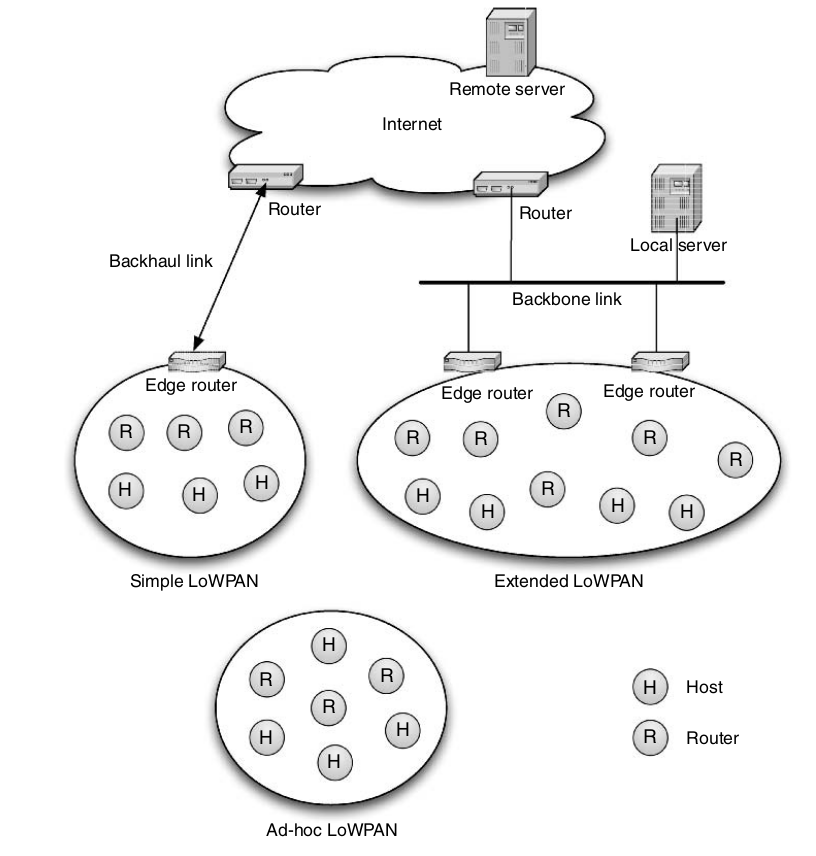 Remote server
Internet
Router
Router
Local server
Backhaul link
Backbone link
Edge router
Edge router
Edge router
R
R
R
H
H
H
R
R
R
R
R
H
H
R
H
H
Simple LoWPAN
Extended LoWPAN
H
R
R
R
H
H
H
H
Host
R
Router
Ad-hoc LoWPAN